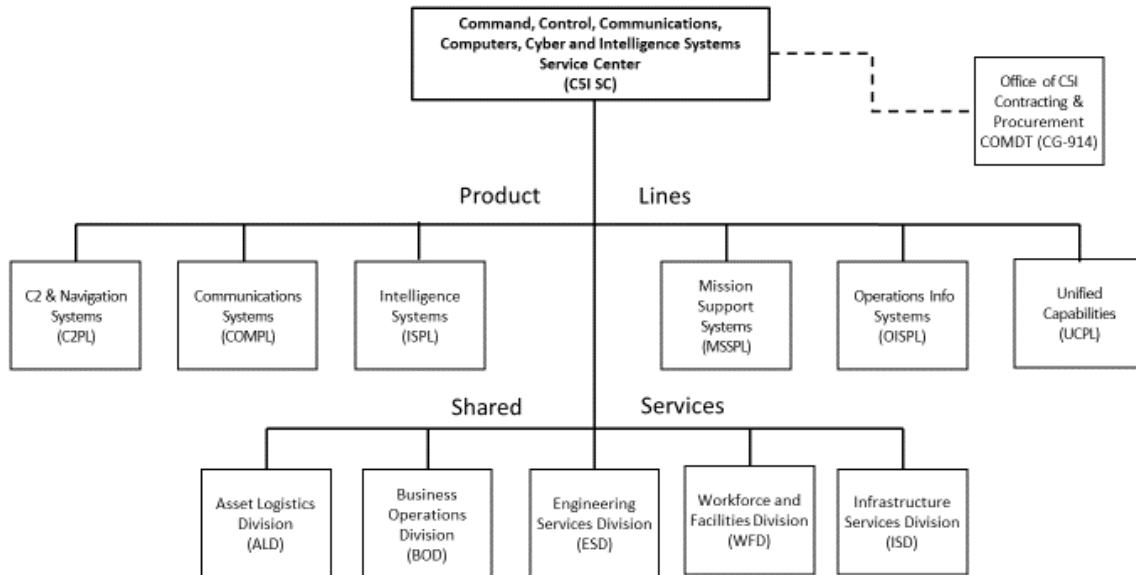 Command, Control, Communications,
Computers, Cyber and Intelligence Systems
Service Center
(C5I SC)
Office of C5I
Contracting &
Procurement
COMDT (CG-914)
Product Lines
C2 & Navigation
Systems
(C2PL)
Communications
Systems
(COMPL)
Intelligence
Systems
(ISPL)
Mission
Support
Systems
(MSSPL)
Operations Info
Systems
(OISPL)
Unified
Capabilities
(UCPL)
Shared Services
Asset Logistics
Division
(ALD)
Business
Operations
Division
(BOD)
Engineering
Services Division
(ESD)
Workforce and
Facilities Division
(WFD)
Infrastructure
Services Division
(ISD)